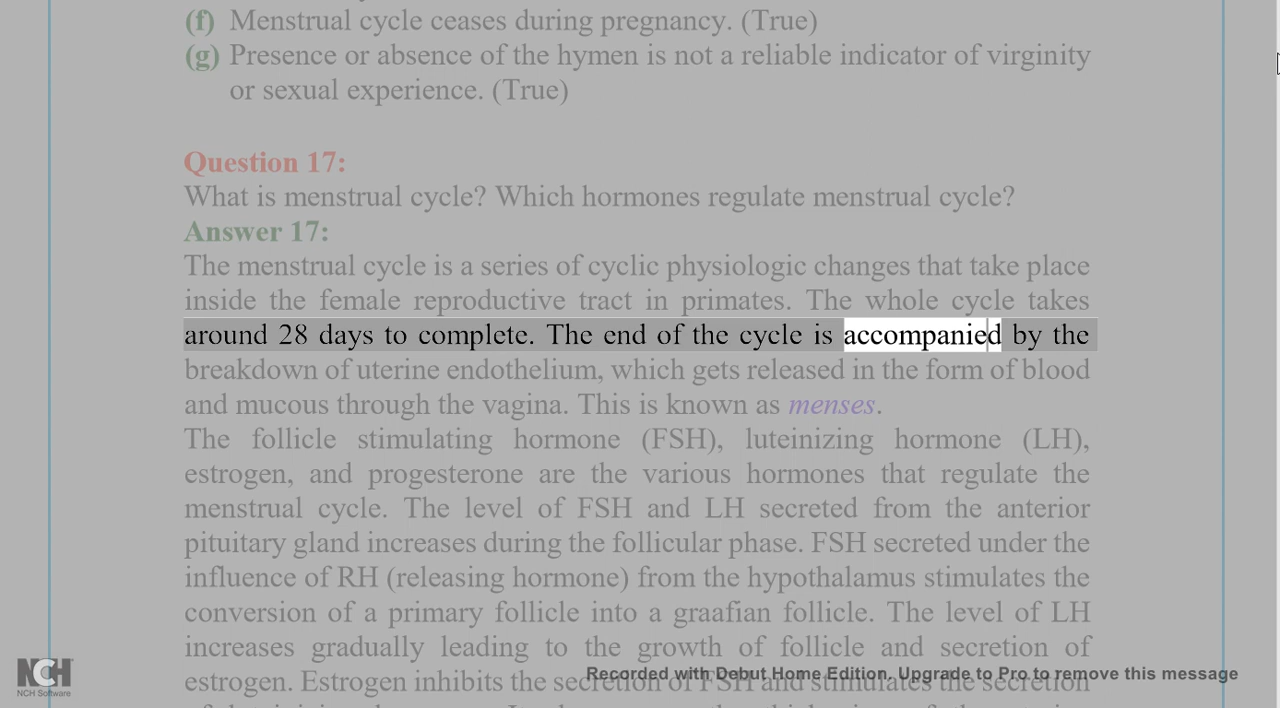 (f) Menstrual cycle ceases during pregnancy. (True)
(g) Presence or absence of the hymen is not a reliable indicator of virginity
or sexual experience. (True)
Question 17:
What is menstrual cycle? Which hormones regulate menstrual cycle?
Answer 17:
The menstrual cycle is a series of cyclic physiologic changes that take place
inside the female reproductive tract in primates. The whole cycle takes
around 28 days to complete. The end of the cycle is accompanied by the
breakdown of uterine endothelium, which gets released in the form of blood
and mucous through the vagina. This is known as menses.
The follicle stimulating hormone (FSH), luteinizing hormone (LH),
estrogen, and progesterone are the various hormones that regulate the
menstrual cycle. The level of FSH and LH secreted from the anterior
pituitary gland increases during the follicular phase. FSH secreted under the
influence of RH (releasing hormone) from the hypothalamus stimulates the
conversion of a primary follicle into a graafian follicle. The level of LH
increases gradually leading to the growth of follicle and secretion of
estrogen. Estrogen inhibits the secretion of FSH and stimulates the secretion
NCH
NCH Software
Recorded with Debut Home Edition. Upgrade to Pro to remove this message